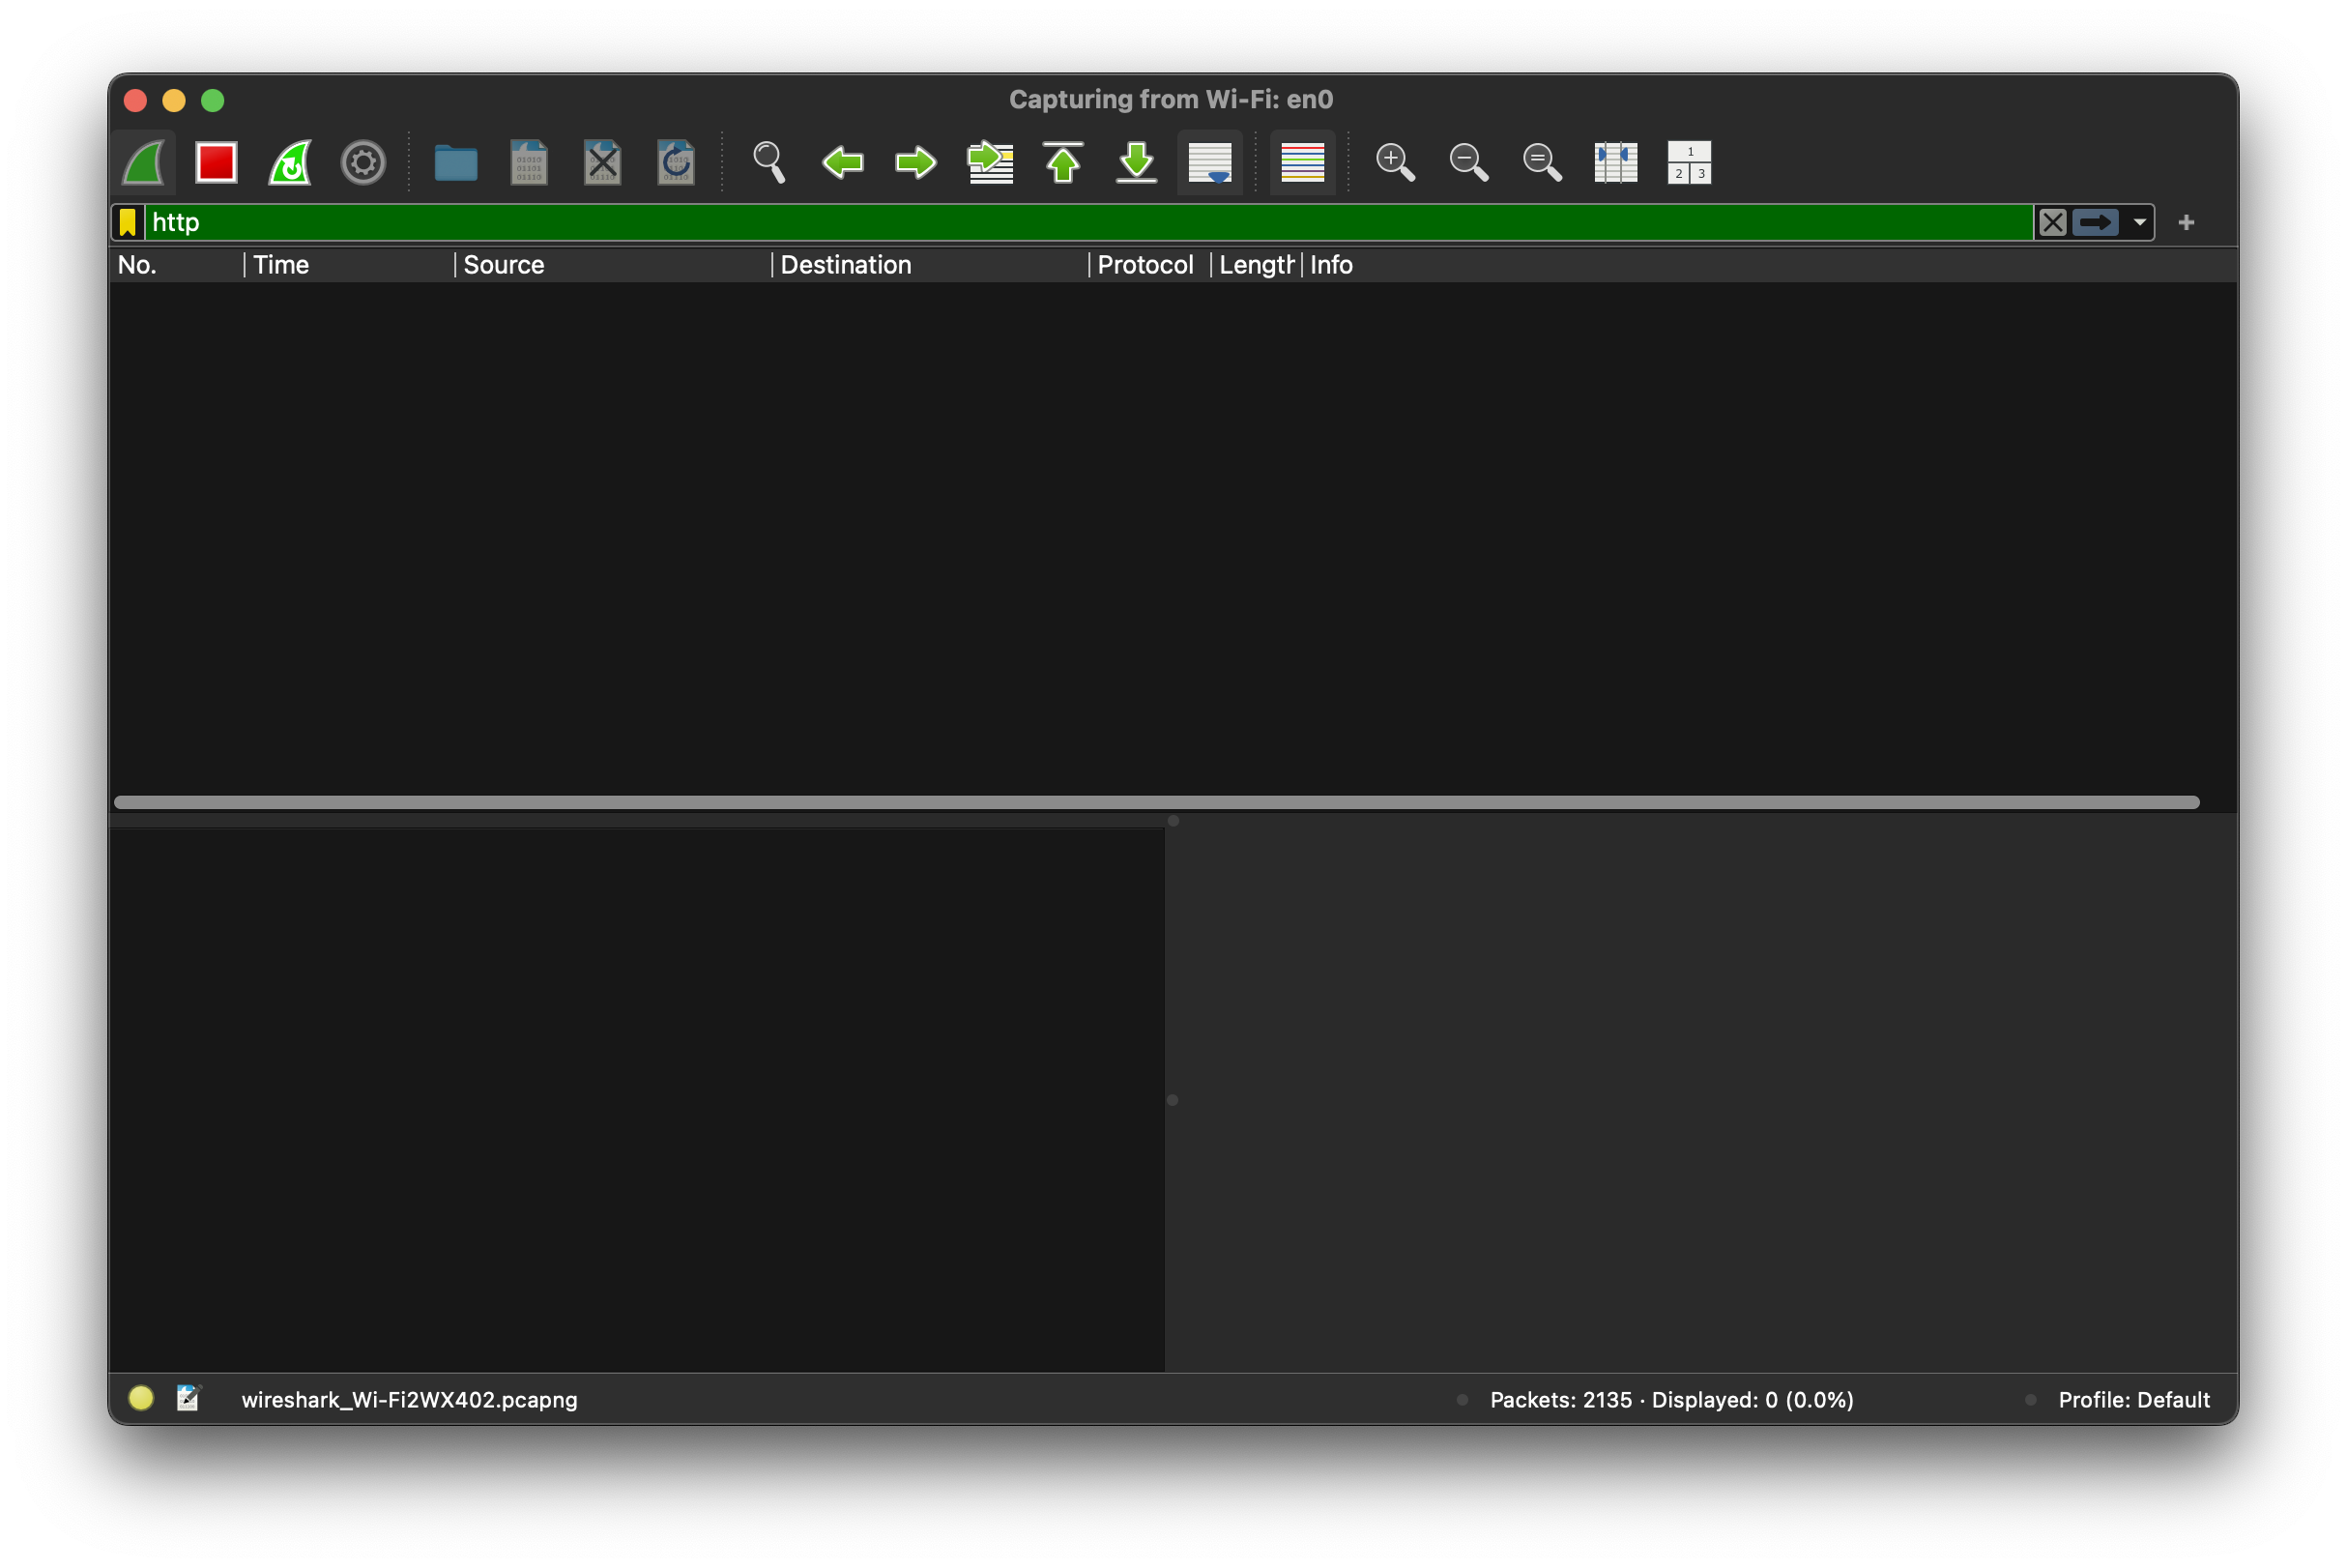 Capturing from Wi-Fi: en0
1
2 3
http
No. Time Source Destination Protocol Length Info
wireshark_Wi-Fi2WX402.pcapng Packets: 2135 · Displayed: 0 (0.0%) Profile: Default